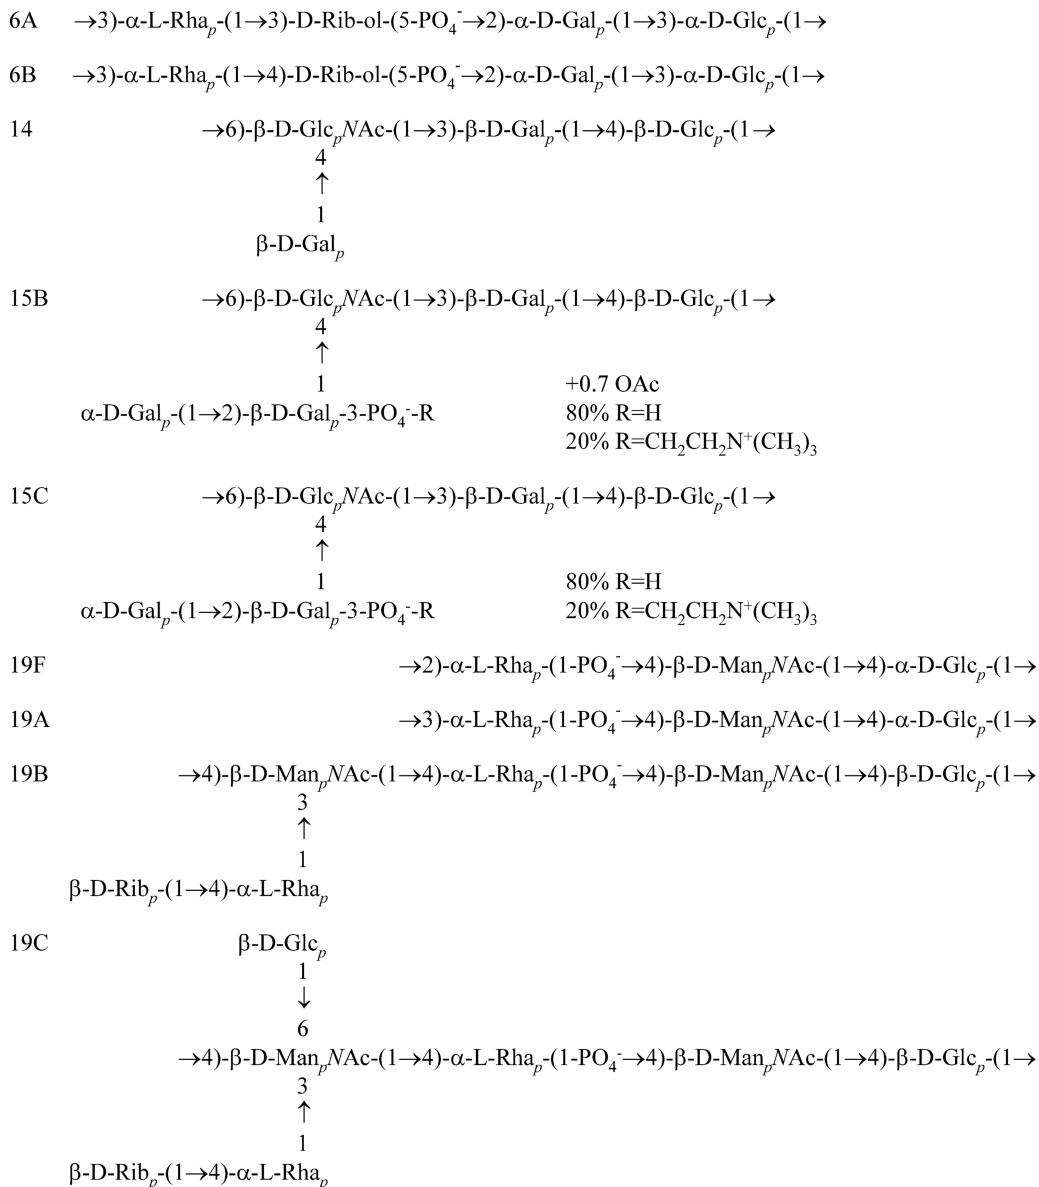 6A →3)-α-L-Rhaₚ-(1→3)-D-Rib-ol-(5-PO₄⁻→2)-α-D-Galₚ-(1→3)-α-D-Glcₚ-(1→
6B →3)-α-L-Rhaₚ-(1→4)-D-Rib-ol-(5-PO₄⁻→2)-α-D-Galₚ-(1→3)-α-D-Glcₚ-(1→
14 →6)-β-D-GlcₚNAc-(1→3)-β-D-Galₚ-(1→4)-β-D-Glcₚ-(1→
4
↑
1
β-D-Galₚ
15B →6)-β-D-GlcₚNAc-(1→3)-β-D-Galₚ-(1→4)-β-D-Glcₚ-(1→
4
↑
1 +0.7 OAc
α-D-Galₚ-(1→2)-β-D-Galₚ-3-PO₄⁻-R 80% R=H
20% R=CH₂CH₂N⁺(CH₃)₃
15C →6)-β-D-GlcₚNAc-(1→3)-β-D-Galₚ-(1→4)-β-D-Glcₚ-(1→
4
↑
1 80% R=H
α-D-Galₚ-(1→2)-β-D-Galₚ-3-PO₄⁻-R 20% R=CH₂CH₂N⁺(CH₃)₃
19F →2)-α-L-Rhaₚ-(1-PO₄⁻→4)-β-D-ManₚNAc-(1→4)-α-D-Glcₚ-(1→
19A →3)-α-L-Rhaₚ-(1-PO₄⁻→4)-β-D-ManₚNAc-(1→4)-α-D-Glcₚ-(1→
19B →4)-β-D-ManₚNAc-(1→4)-α-L-Rhaₚ-(1-PO₄⁻→4)-β-D-ManₚNAc-(1→4)-β-D-Glcₚ-(1→
3
↑
1
β-D-Ribₚ-(1→4)-α-L-Rhaₚ
19C β-D-Glcₚ
1
↓
6
→4)-β-D-ManₚNAc-(1→4)-α-L-Rhaₚ-(1-PO₄⁻→4)-β-D-ManₚNAc-(1→4)-β-D-Glcₚ-(1→
3
↑
1
β-D-Ribₚ-(1→4)-α-L-Rhaₚ